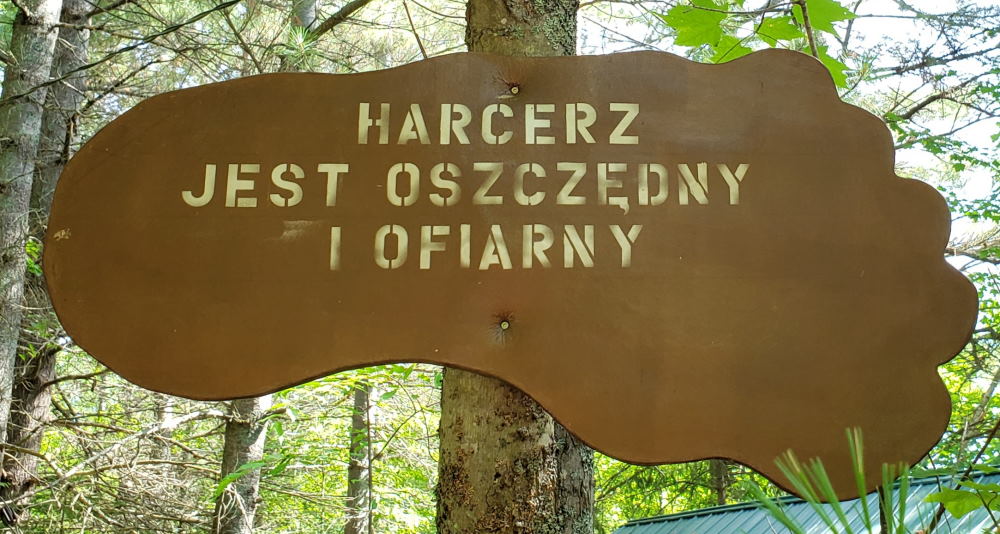 HARCERZ
JEST OSZCZĘDNY
I OFIARNY